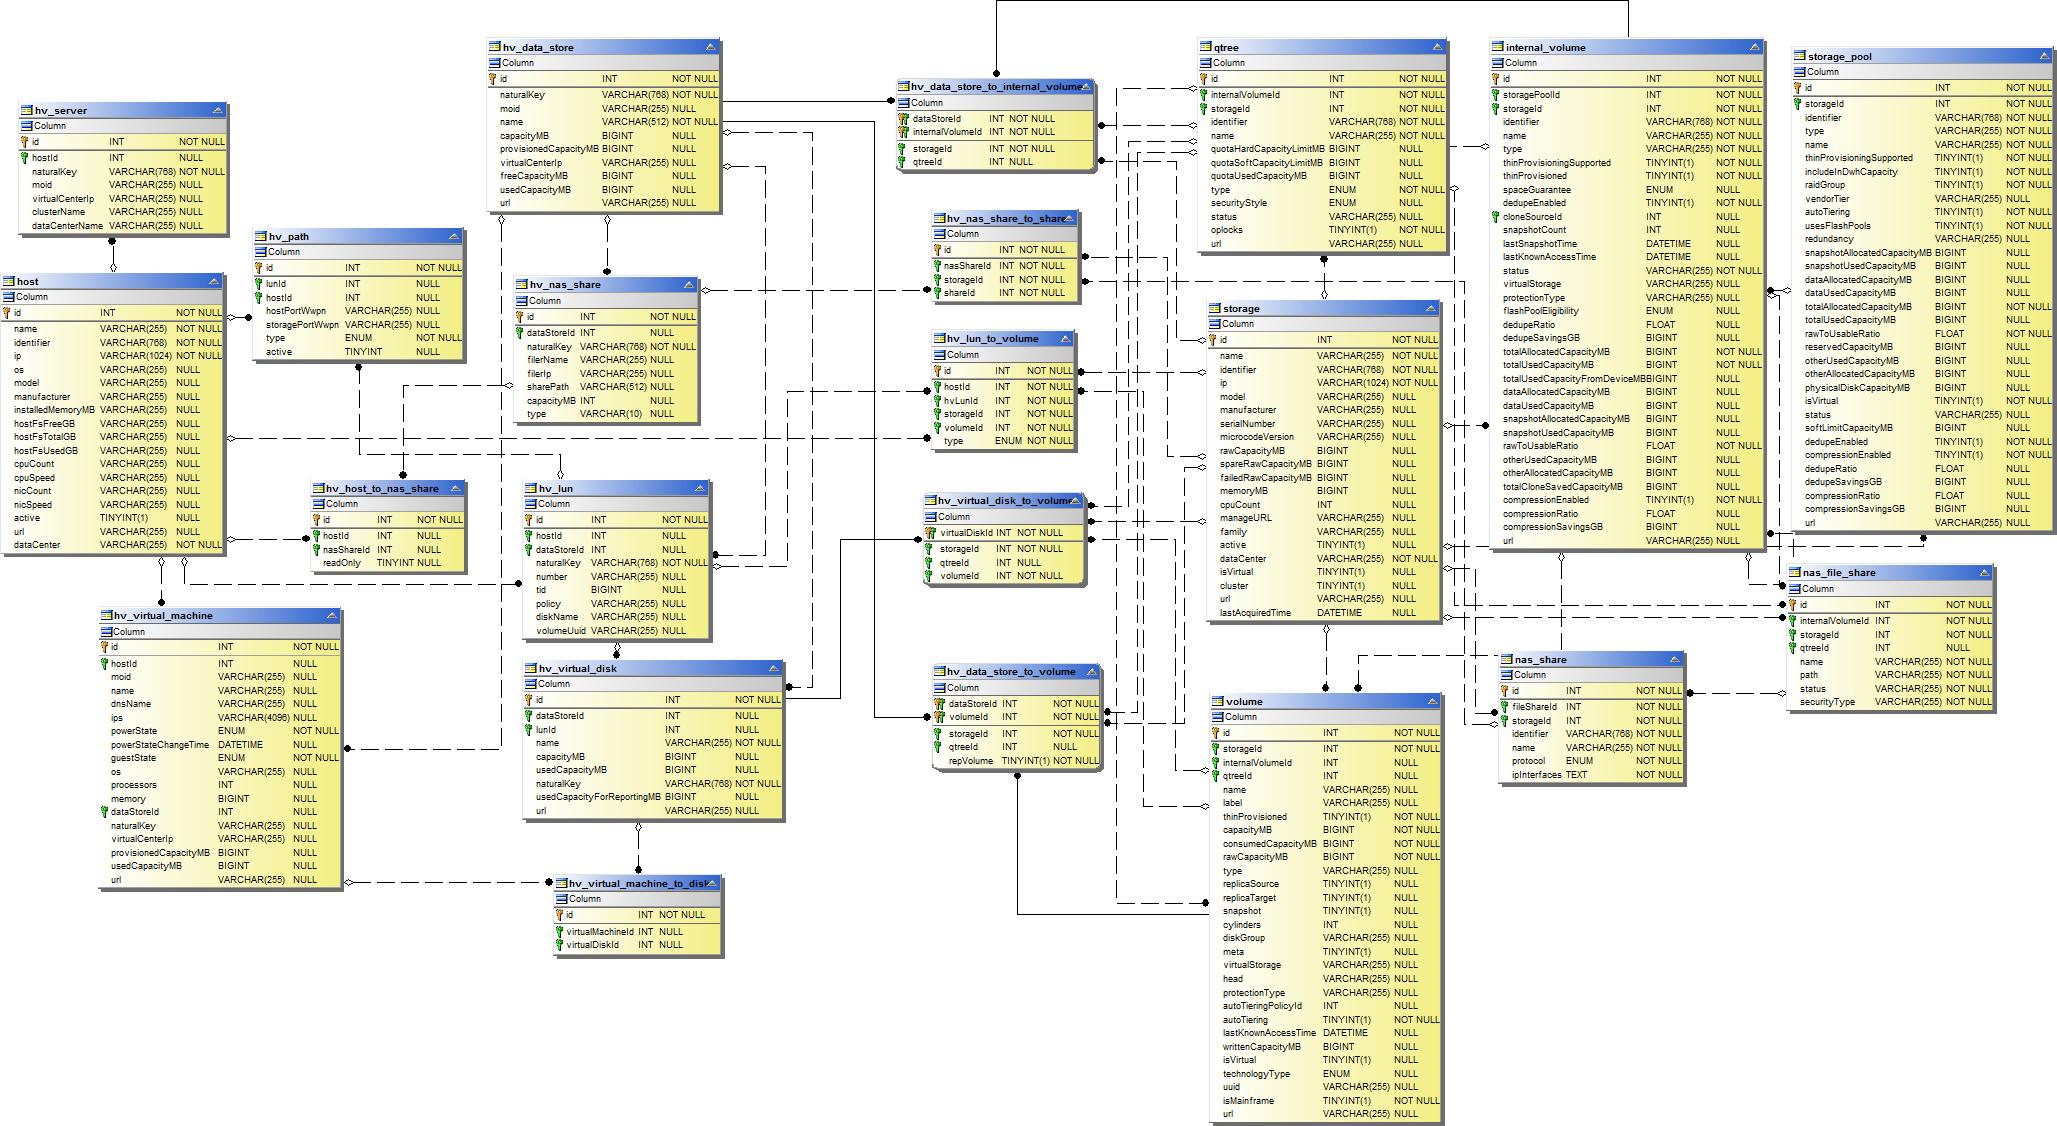 hv_server
Column
id INT NOT NULL
hostId INT NULL
naturalKey VARCHAR(768) NOT NULL
moid VARCHAR(255) NULL
virtualCenterIp VARCHAR(255) NULL
clusterName VARCHAR(255) NULL
dataCenterName VARCHAR(255) NULL
host
Column
id INT NOT NULL
name VARCHAR(255) NOT NULL
identifier VARCHAR(768) NOT NULL
ip VARCHAR(1024) NOT NULL
os VARCHAR(255) NULL
model VARCHAR(255) NULL
manufacturer VARCHAR(255) NULL
installedMemoryMB VARCHAR(255) NULL
hostFsFreeGB VARCHAR(255) NULL
hostFsTotalGB VARCHAR(255) NULL
hostFsUsedGB VARCHAR(255) NULL
cpuCount VARCHAR(255) NULL
cpuSpeed VARCHAR(255) NULL
nicCount VARCHAR(255) NULL
nicSpeed VARCHAR(255) NULL
active TINYINT(1) NULL
url VARCHAR(255) NULL
dataCenter VARCHAR(255) NOT NULL
hv_path
Column
id INT NOT NULL
lunId INT NULL
hostId INT NULL
hostPortWwpn VARCHAR(255) NULL
storagePortWwpn VARCHAR(255) NULL
type ENUM NOT NULL
active TINYINT NULL
hv_host_to_nas_share
Column
id INT NOT NULL
hostId INT NOT NULL
nasShareId INT NOT NULL
readOnly TINYINT NULL
hv_virtual_machine
Column
id INT NOT NULL
hostId INT NULL
moid VARCHAR(255) NULL
name VARCHAR(255) NULL
dnsName VARCHAR(255) NULL
ips VARCHAR(4096) NULL
powerState ENUM NOT NULL
powerStateChangeTime DATETIME NULL
guestState ENUM NOT NULL
os VARCHAR(255) NULL
processors INT NULL
memory BIGINT NULL
dataStoreId INT NULL
naturalKey VARCHAR(255) NULL
virtualCenterIp VARCHAR(255) NULL
provisionedCapacityMB BIGINT NULL
usedCapacityMB BIGINT NULL
url VARCHAR(255) NULL
hv_data_store
Column
id INT NOT NULL
naturalKey VARCHAR(768) NOT NULL
moid VARCHAR(255) NULL
name VARCHAR(512) NOT NULL
capacityMB BIGINT NULL
provisionedCapacityMB BIGINT NULL
virtualCenterIp VARCHAR(255) NULL
freeCapacityMB BIGINT NULL
usedCapacityMB BIGINT NULL
url VARCHAR(255) NULL
hv_nas_share
Column
id INT NOT NULL
dataStoreId INT NULL
naturalKey VARCHAR(768) NOT NULL
filerName VARCHAR(255) NULL
filerIp VARCHAR(255) NULL
sharePath VARCHAR(512) NULL
capacityMB INT NULL
type VARCHAR(10) NULL
hv_lun
Column
id INT NOT NULL
hostId INT NULL
dataStoreId INT NULL
naturalKey VARCHAR(768) NOT NULL
number VARCHAR(255) NULL
tid BIGINT NULL
policy VARCHAR(255) NULL
diskName VARCHAR(255) NULL
volumeUuid VARCHAR(255) NULL
hv_virtual_disk
Column
id INT NOT NULL
dataStoreId INT NULL
lunId INT NULL
name VARCHAR(255) NOT NULL
capacityMB BIGINT NULL
usedCapacityMB BIGINT NULL
naturalKey VARCHAR(768) NOT NULL
usedCapacityForReportingMB BIGINT NULL
url VARCHAR(255) NULL
hv_virtual_machine_to_disk
Column
id INT NOT NULL
virtualMachineId INT NULL
virtualDiskId INT NULL
hv_data_store_to_internal_volume
Column
dataStoreId INT NOT NULL
internalVolumeId INT NOT NULL
storageId INT NOT NULL
qtreeId INT NULL
hv_nas_share_to_share
Column
id INT NOT NULL
nasShareId INT NOT NULL
storageId INT NOT NULL
shareId INT NOT NULL
hv_lun_to_volume
Column
id INT NOT NULL
hostId INT NOT NULL
hvLunId INT NOT NULL
storageId INT NOT NULL
volumeId INT NOT NULL
type ENUM NOT NULL
hv_virtual_disk_to_volume
Column
virtualDiskId INT NOT NULL
storageId INT NOT NULL
qtreeId INT NULL
volumeId INT NOT NULL
hv_data_store_to_volume
Column
dataStoreId INT NOT NULL
volumeId INT NOT NULL
storageId INT NOT NULL
qtreeId INT NULL
repVolume TINYINT(1) NOT NULL
qtree
Column
id INT NOT NULL
internalVolumeId INT NOT NULL
storageId INT NOT NULL
identifier VARCHAR(768) NOT NULL
name VARCHAR(255) NOT NULL
quotaHardCapacityLimitMB BIGINT NULL
quotaSoftCapacityLimitMB BIGINT NULL
quotaUsedCapacityMB BIGINT NULL
type ENUM NOT NULL
securityStyle ENUM NULL
status VARCHAR(255) NULL
oplocks TINYINT(1) NOT NULL
url VARCHAR(255) NULL
storage
Column
id INT NOT NULL
name VARCHAR(255) NOT NULL
identifier VARCHAR(768) NOT NULL
ip VARCHAR(1024) NOT NULL
model VARCHAR(255) NULL
manufacturer VARCHAR(255) NULL
serialNumber VARCHAR(255) NULL
microcodeVersion VARCHAR(255) NULL
rawCapacityMB BIGINT NULL
spareRawCapacityMB BIGINT NULL
failedRawCapacityMB BIGINT NULL
memoryMB BIGINT NULL
cpuCount INT NULL
manageURL VARCHAR(255) NULL
family VARCHAR(255) NULL
active TINYINT(1) NULL
dataCenter VARCHAR(255) NOT NULL
isVirtual TINYINT(1) NULL
cluster TINYINT(1) NULL
url VARCHAR(255) NULL
lastAcquiredTime DATETIME NULL
volume
Column
id INT NOT NULL
storageId INT NOT NULL
internalVolumeId INT NULL
qtreeId INT NULL
name VARCHAR(255) NULL
label VARCHAR(255) NULL
thinProvisioned TINYINT(1) NOT NULL
capacityMB BIGINT NOT NULL
consumedCapacityMB BIGINT NOT NULL
rawCapacityMB BIGINT NOT NULL
type VARCHAR(255) NULL
replicaSource TINYINT(1) NULL
replicaTarget TINYINT(1) NULL
snapshot TINYINT(1) NULL
cylinders INT NULL
diskGroup VARCHAR(255) NULL
meta TINYINT(1) NULL
virtualStorage VARCHAR(255) NULL
head VARCHAR(255) NULL
protectionType VARCHAR(255) NULL
autoTieringPolicyId INT NULL
autoTiering TINYINT(1) NOT NULL
lastKnownAccessTime DATETIME NULL
writtenCapacityMB BIGINT NULL
isVirtual TINYINT(1) NULL
technologyType ENUM NULL
uuid VARCHAR(255) NULL
isMainframe TINYINT(1) NOT NULL
url VARCHAR(255) NULL
internal_volume
Column
id INT NOT NULL
storagePoolId INT NOT NULL
storageId INT NOT NULL
identifier VARCHAR(768) NOT NULL
name VARCHAR(255) NOT NULL
type VARCHAR(255) NOT NULL
thinProvisioningSupported TINYINT(1) NOT NULL
thinProvisioned TINYINT(1) NOT NULL
spaceGuarantee ENUM NULL
dedupeEnabled TINYINT(1) NOT NULL
cloneSourceId INT NULL
snapshotCount INT NULL
lastSnapshotTime DATETIME NULL
lastKnownAccessTime DATETIME NULL
status VARCHAR(255) NOT NULL
virtualStorage VARCHAR(255) NULL
protectionType VARCHAR(255) NULL
flashPoolEligibility ENUM NULL
dedupeRatio FLOAT NULL
dedupeSavingsGB BIGINT NULL
totalAllocatedCapacityMB BIGINT NOT NULL
totalUsedCapacityMB BIGINT NOT NULL
totalUsedCapacityFromDeviceMB BIGINT NULL
dataAllocatedCapacityMB BIGINT NULL
dataUsedCapacityMB BIGINT NULL
snapshotAllocatedCapacityMB BIGINT NULL
snapshotUsedCapacityMB BIGINT NULL
rawToUsableRatio FLOAT NOT NULL
otherUsedCapacityMB BIGINT NULL
otherAllocatedCapacityMB BIGINT NULL
totalCloneSavedCapacityMB BIGINT NULL
compressionEnabled TINYINT(1) NOT NULL
compressionRatio FLOAT NULL
compressionSavingsGB BIGINT NULL
url VARCHAR(255) NULL
nas_share
Column
id INT NOT NULL
fileShareId INT NOT NULL
storageId INT NOT NULL
identifier VARCHAR(768) NOT NULL
name VARCHAR(255) NOT NULL
protocol ENUM NOT NULL
ipInterfaces TEXT NOT NULL
storage_pool
Column
id INT NOT NULL
storageId INT NOT NULL
identifier VARCHAR(768) NOT NULL
type VARCHAR(255) NOT NULL
name VARCHAR(255) NOT NULL
thinProvisioningSupported TINYINT(1) NOT NULL
includeInDwhCapacity TINYINT(1) NOT NULL
raidGroup TINYINT(1) NOT NULL
vendorTier VARCHAR(255) NULL
autoTiering TINYINT(1) NOT NULL
usesFlashPools TINYINT(1) NOT NULL
redundancy VARCHAR(255) NULL
snapshotAllocatedCapacityMB BIGINT NULL
snapshotUsedCapacityMB BIGINT NULL
dataAllocatedCapacityMB BIGINT NULL
dataUsedCapacityMB BIGINT NULL
totalAllocatedCapacityMB BIGINT NOT NULL
totalUsedCapacityMB BIGINT NULL
rawToUsableRatio FLOAT NOT NULL
reservedCapacityMB BIGINT NULL
otherUsedCapacityMB BIGINT NULL
otherAllocatedCapacityMB BIGINT NULL
physicalDiskCapacityMB BIGINT NULL
isVirtual TINYINT(1) NOT NULL
status VARCHAR(255) NULL
softLimitCapacityMB BIGINT NULL
dedupeEnabled TINYINT(1) NOT NULL
compressionEnabled TINYINT(1) NOT NULL
dedupeRatio FLOAT NULL
dedupeSavingsGB BIGINT NULL
compressionRatio FLOAT NULL
compressionSavingsGB BIGINT NULL
url VARCHAR(255) NULL
nas_file_share
Column
id INT NOT NULL
internalVolumeId INT NOT NULL
storageId INT NOT NULL
qtreeId INT NULL
name VARCHAR(255) NOT NULL
path VARCHAR(255) NOT NULL
status VARCHAR(255) NOT NULL
securityType VARCHAR(255) NOT NULL